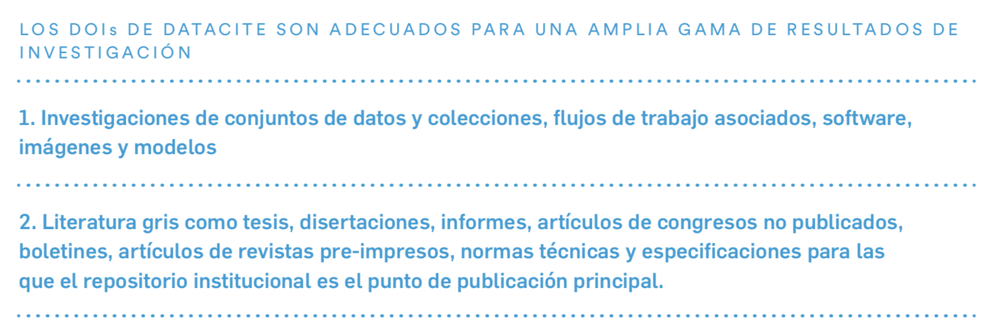 LOS DOIs DE DATACITE SON ADECUADOS PARA UNA AMPLIA GAMA DE RESULTADOS DE
INVESTIGACIÓN
1. Investigaciones de conjuntos de datos y colecciones, flujos de trabajo asociados, software,
imágenes y modelos
2. Literatura gris como tesis, disertaciones, informes, artículos de congresos no publicados,
boletines, artículos de revistas pre-impresos, normas técnicas y especificaciones para las
que el repositorio institucional es el punto de publicación principal.